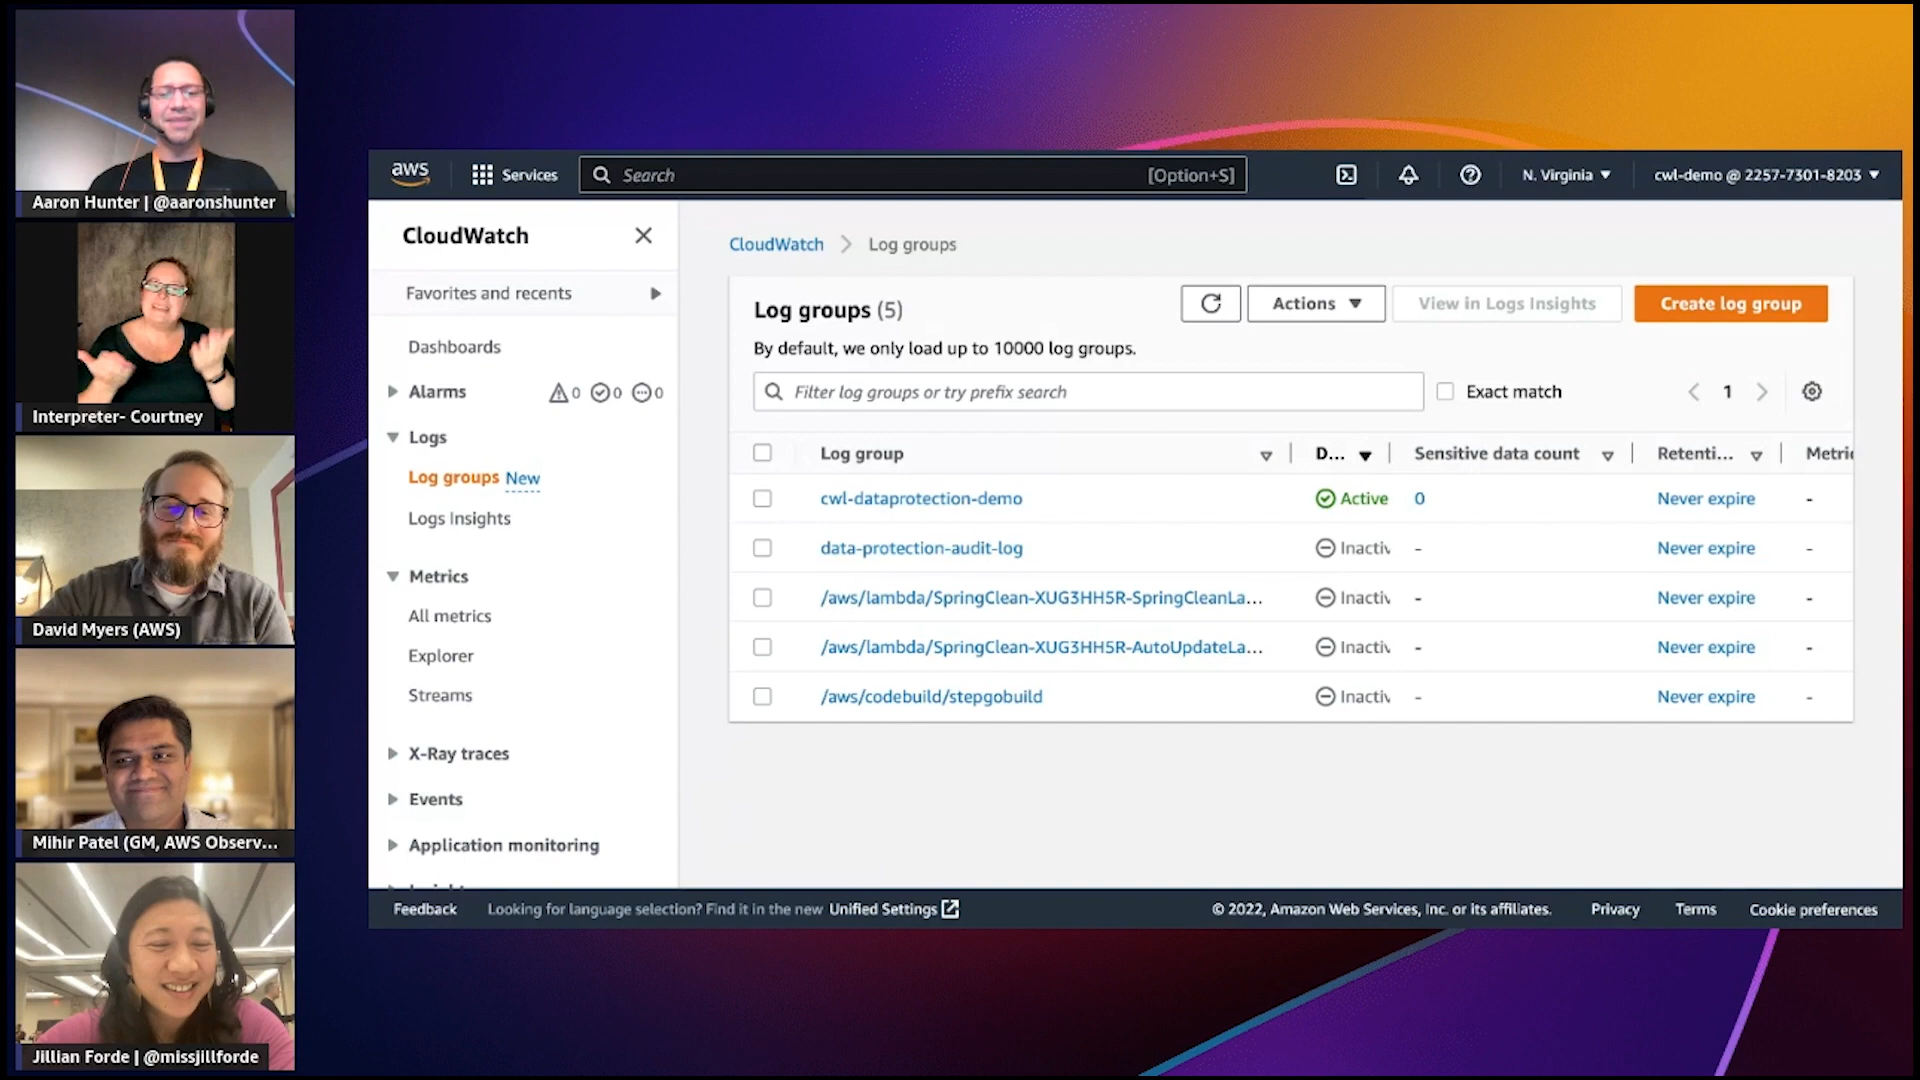 Aaron Hunter | @aaronshunter
Interpreter- Courtney
David Myers (AWS)
Mihir Patel (GM, AWS Observ...
Jillian Forde | @missjillforde
aws
Services
Search
[Option+S]
N. Virginia
cwl-demo @ 2257-7301-8203
CloudWatch
Favorites and recents
Dashboards
Alarms 0 0 0
Logs
Log groups New
Logs Insights
Metrics
All metrics
Explorer
Streams
X-Ray traces
Events
Application monitoring
CloudWatch > Log groups
Log groups (5)
Actions
View in Logs Insights
Create log group
By default, we only load up to 10000 log groups.
Filter log groups or try prefix search
Exact match
1
Log group D... Sensitive data count Retenti... Metric
cwl-dataprotection-demo Active 0 Never expire -
data-protection-audit-log Inactiv - Never expire -
/aws/lambda/SpringClean-XUG3HH5R-SpringCleanLa... Inactiv - Never expire -
/aws/lambda/SpringClean-XUG3HH5R-AutoUpdateLa... Inactiv - Never expire -
/aws/codebuild/stepgobuild Inactiv - Never expire -
Feedback
Looking for language selection? Find it in the new Unified Settings
© 2022, Amazon Web Services, Inc. or its affiliates.
Privacy
Terms
Cookie preferences